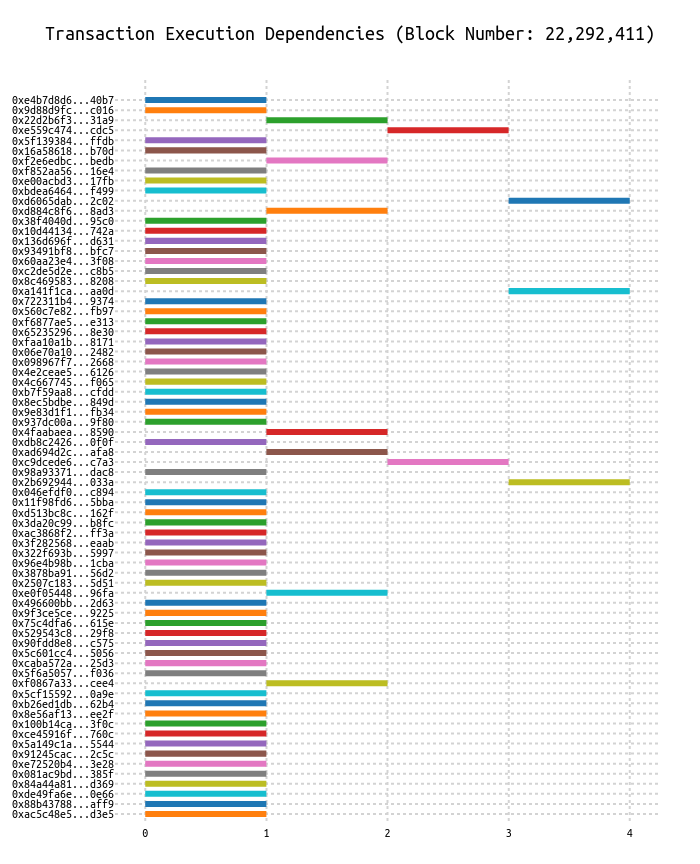 Transaction Execution Dependencies (Block Number: 22,292,411)
0xe4b7d8d6...40b7
0x9d88d9fc...c016
0x22d2b6f3...31a9
0xe559c474...cdc5
0x5f139384...ffdb
0x16a58618...b70d
0xf2e6edbc...bedb
0xf852aa56...16e4
0xe00acbd3...17fb
0xbdea6464...f499
0xd6065dab...2c02
0xd884c8f6...8ad3
0x38f4040d...95c0
0x10d44134...742a
0x136d696f...d631
0x93491bf8...bfc7
0x60aa23e4...3f08
0xc2de5d2e...c8b5
0x8c469583...8208
0xa141f1ca...aa0d
0x722311b4...9374
0x560c7e82...fb97
0xf6877ae5...e313
0x65235296...8e30
0xfaa10a1b...8171
0x06e70a10...2482
0x098967f7...2668
0x4e2ceae5...6126
0x4c667745...f065
0xb7f59aa8...cfdd
0x8ec5bdbe...849d
0x9e83d1f1...fb34
0x937dc00a...9f80
0x4faabaea...8590
0xdb8c2426...0f0f
0xad694d2c...afa8
0xc9dcede6...c7a3
0x98a93371...dac8
0x2b692944...033a
0x046efdf0...c894
0x11f98fd6...5bba
0xd513bc8c...162f
0x3da20c99...b8fc
0xac3868f2...ff3a
0x3f282568...eaab
0x322f693b...5997
0x96e4b98b...1cba
0x3878ba91...56d2
0x2507c183...5d51
0xe0f05448...96fa
0x496600bb...2d63
0x9f3ce5ce...9225
0x75c4dfa6...615e
0x529543c8...29f8
0x90fdd8e8...c575
0x5c601cc4...5056
0xcaba572a...25d3
0x5f6a5057...f036
0xf0867a33...cee4
0x5cf15592...0a9e
0xb26ed1db...62b4
0x8e56af13...ee2f
0x100b14ca...3f0c
0xce45916f...760c
0x5a149c1a...5544
0x91245cac...2c5c
0xe72520b4...3e28
0x081ac9bd...385f
0x84a44a81...d369
0xde49fa6e...0e66
0x88b43788...aff9
0xac5c48e5...d3e5
0 1 2 3 4